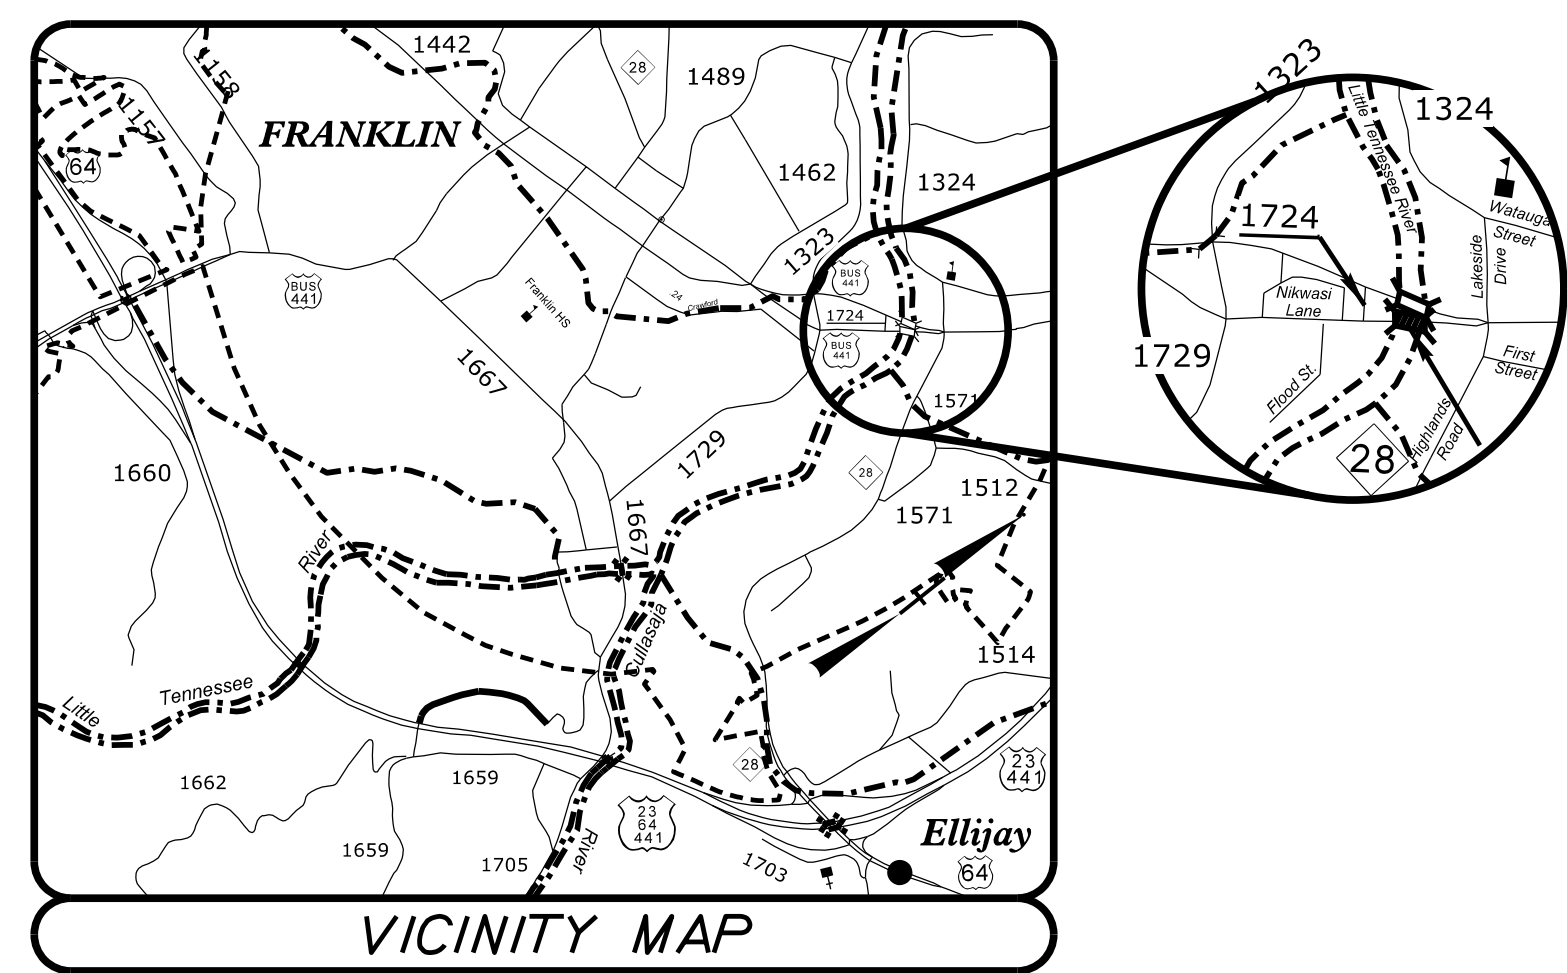 1442
1158
28
1489
1323
1324
Little Tennessee River
1157
FRANKLIN
64
1462
1324
Watauga
Street
1724
Lakeside
Drive
1323
BUS
441
BUS
441
24
Crawford
Franklin HS
1724
BUS
441
Nikwasi
Lane
1729
First
Street
Flood St.
1667
1571
Highlands
Road
28
1729
28
1660
1512
1571
1667
River
Cullasaja
1514
Little
Tennessee
28
23
441
1662
1659
23
64
441
Ellijay
1659
1705
River
1703
64
VICINITY MAP